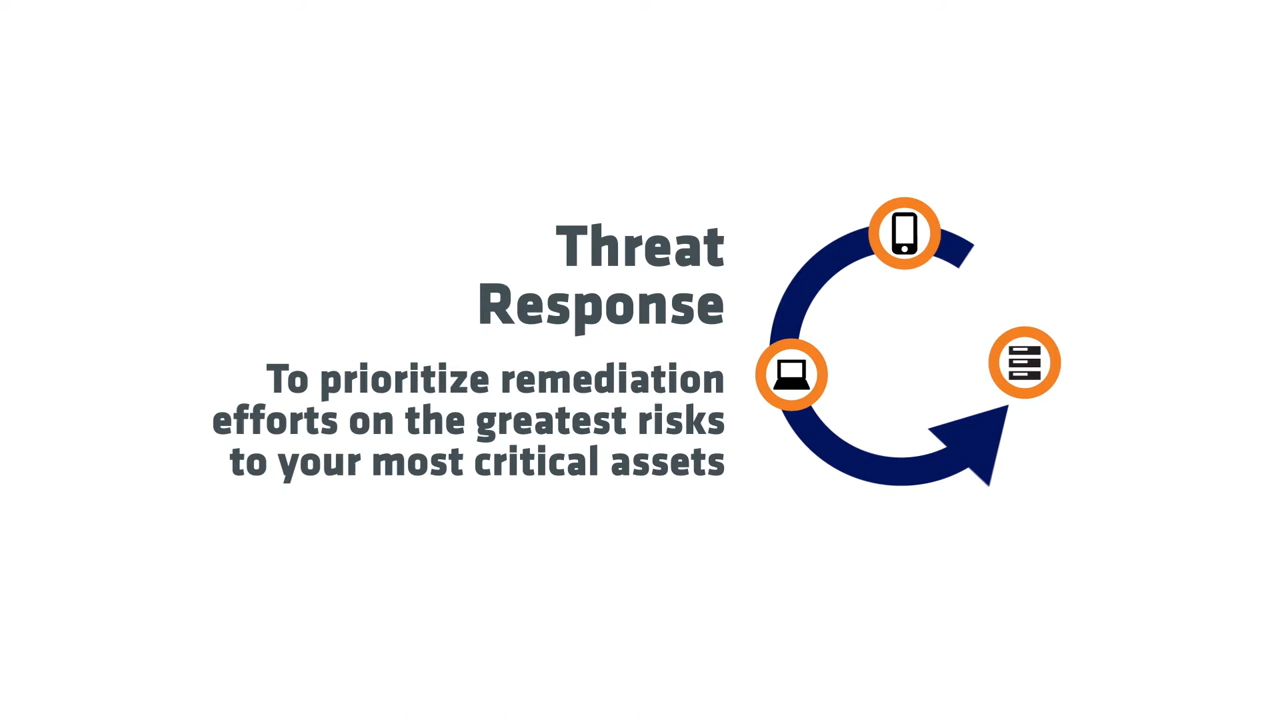 Threat
Response
To prioritize remediation
efforts on the greatest risks
to your most critical assets